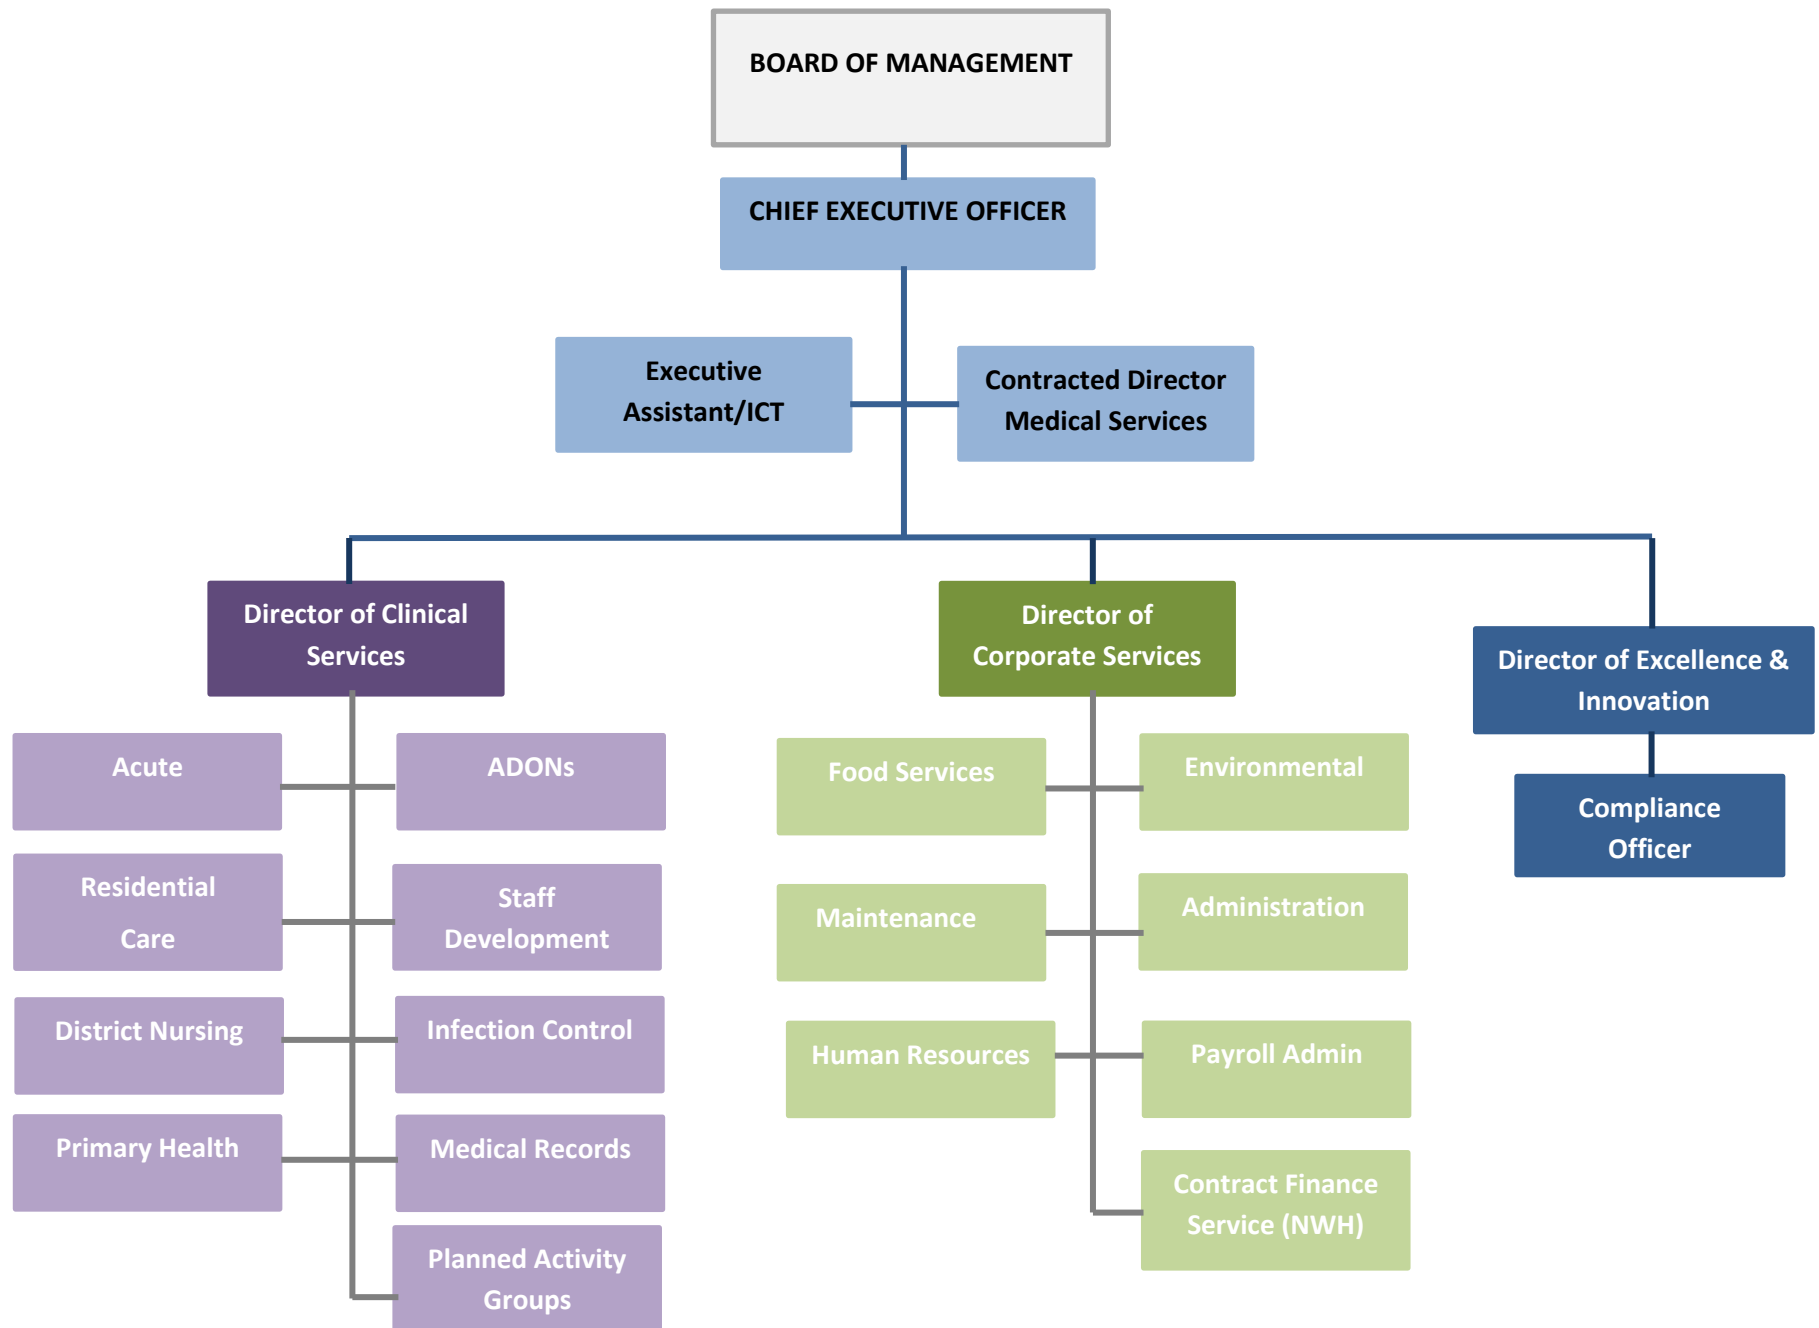 BOARD OF MANAGEMENT
CHIEF EXECUTIVE OFFICER
Executive
Assistant/ICT
Contracted Director
Medical Services
Director of Clinical
Services
Director of
Corporate Services
Director of Excellence &
Innovation
Compliance
Officer
Acute
ADONs
Residential
Care
Staff
Development
District Nursing
Infection Control
Primary Health
Medical Records
Planned Activity
Groups
Food Services
Environmental
Maintenance
Administration
Human Resources
Payroll Admin
Contract Finance
Service (NWH)